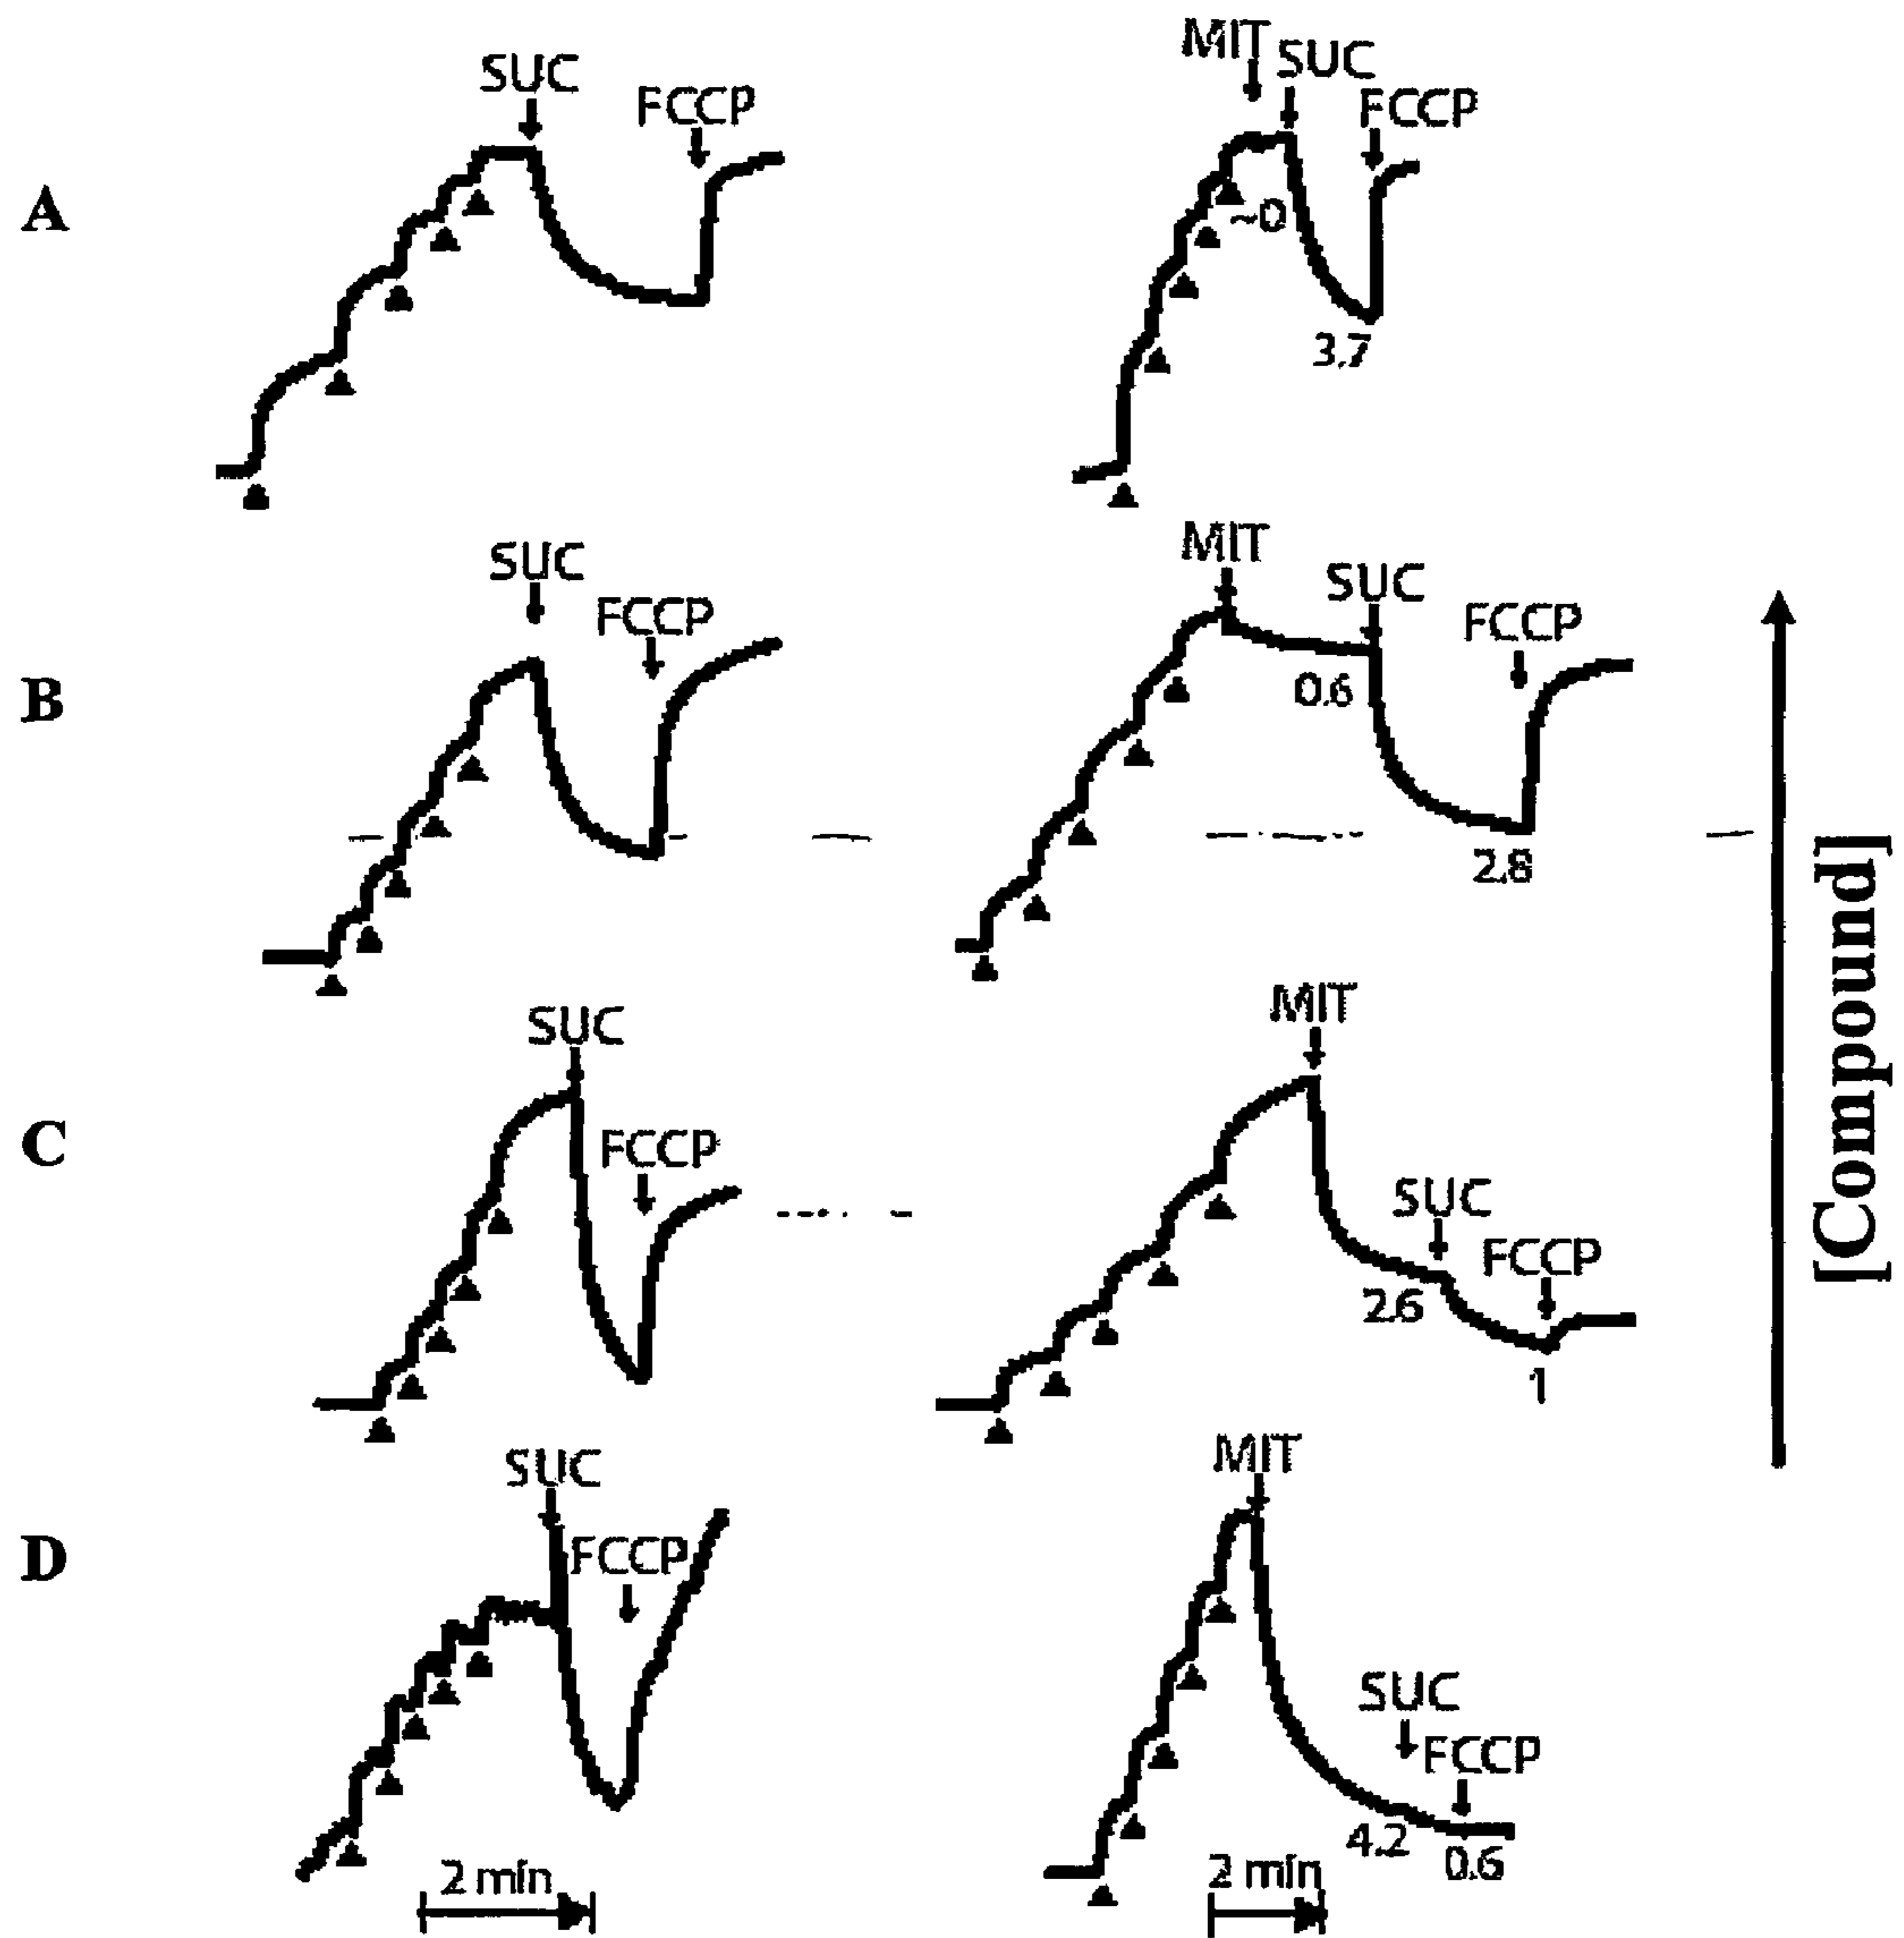 MIT
SUC
SUC
FCCP
FCCP
A
~0
3,7
MIT
SUC
SUC
FCCP
FCCP
B
0,6
2,8
MIT
SUC
FCCP
C
SUC
FCCP
2,6
1
MIT
SUC
FCCP
D
SUC
FCCP
4,2
0,6
2 min
2 min
[Compound]